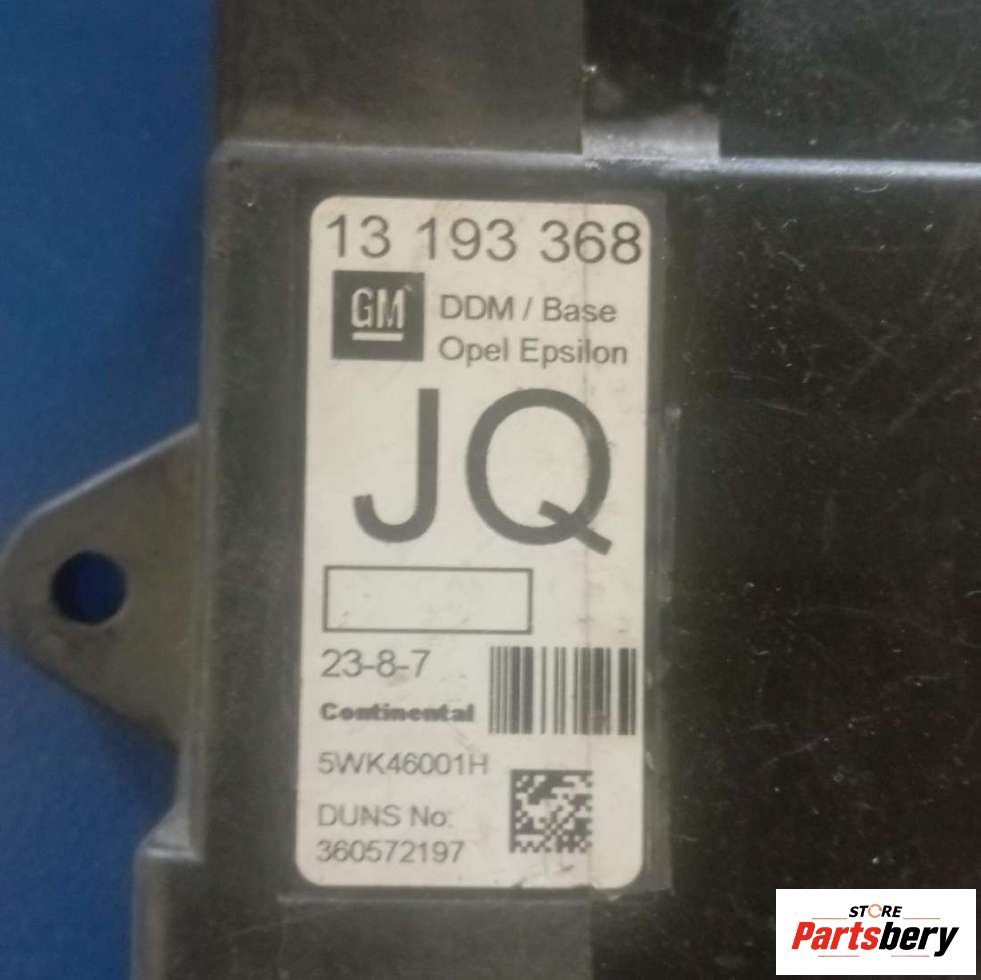 13 193 368
GM
DDM / Base
Opel Epsilon
JQ
23-8-7
Continental
5WK46001H
DUNS No:
360572197
STORE
Partsbery